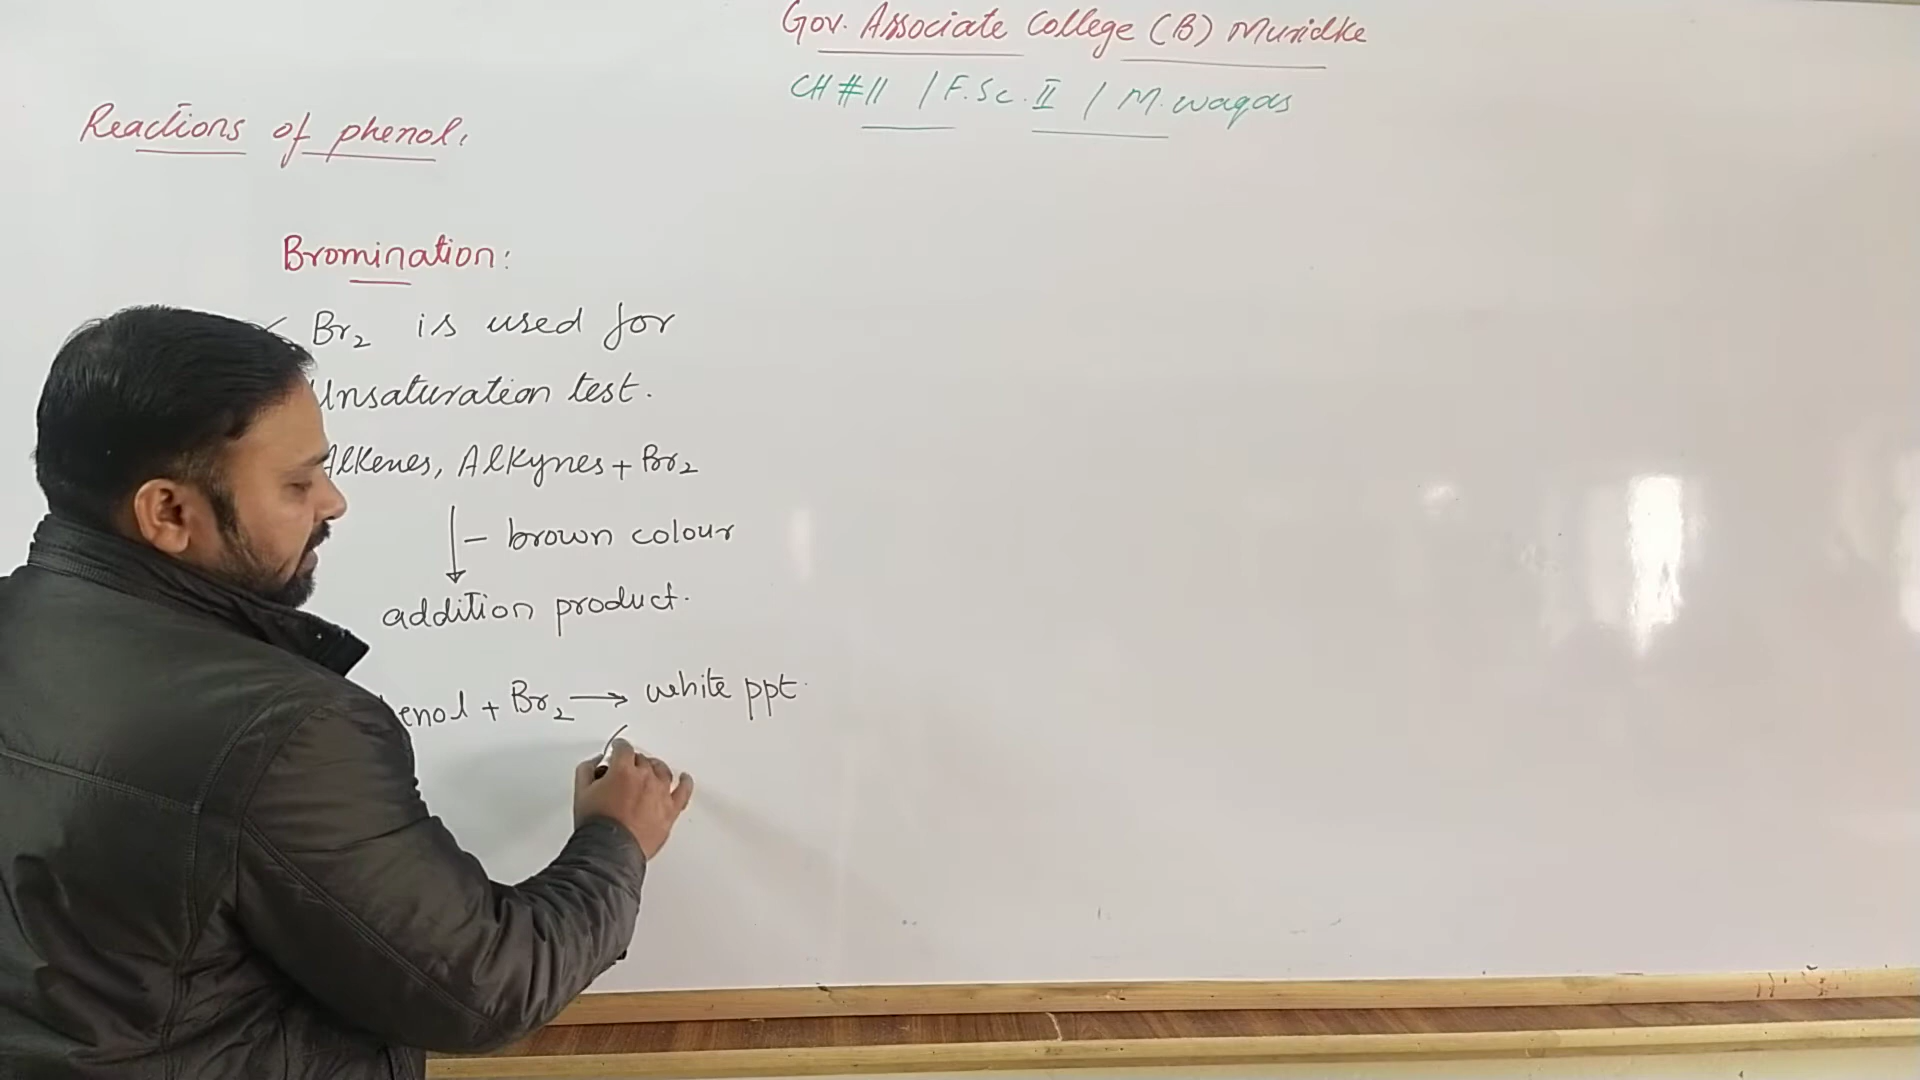 Gov. Associate College (B) Muridke
CH # 11 / F.Sc. II / M. Waqas
Reactions of phenol.
Bromination:
Br₂ is used for
Unsaturation test.
Alkenes, Alkynes + Br₂
↓ - brown colour
addition product.
enol + Br₂ → white ppt.